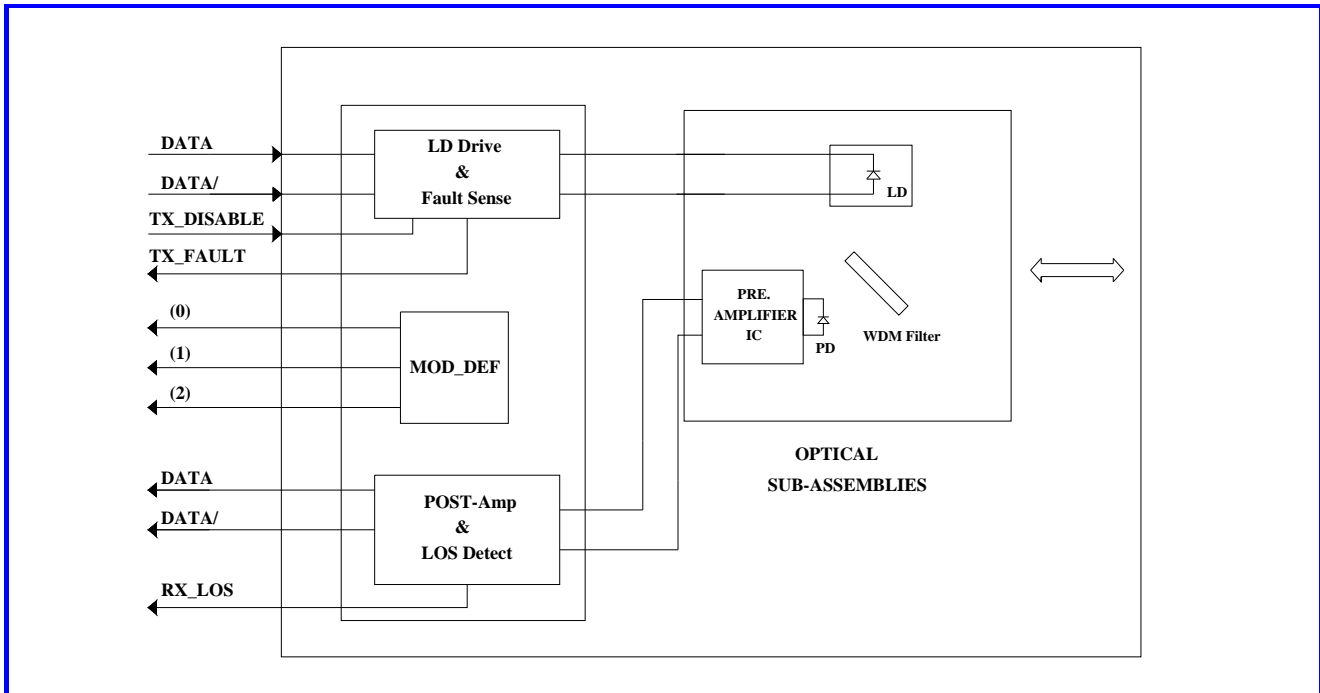 DATA
DATA/
TX_DISABLE
TX_FAULT
(0)
(1)
(2)
DATA
DATA/
RX_LOS
LD Drive
&
Fault Sense
MOD_DEF
POST-Amp
&
LOS Detect
LD
PRE.
AMPLIFIER
IC
PD
WDM Filter
OPTICAL
SUB-ASSEMBLIES